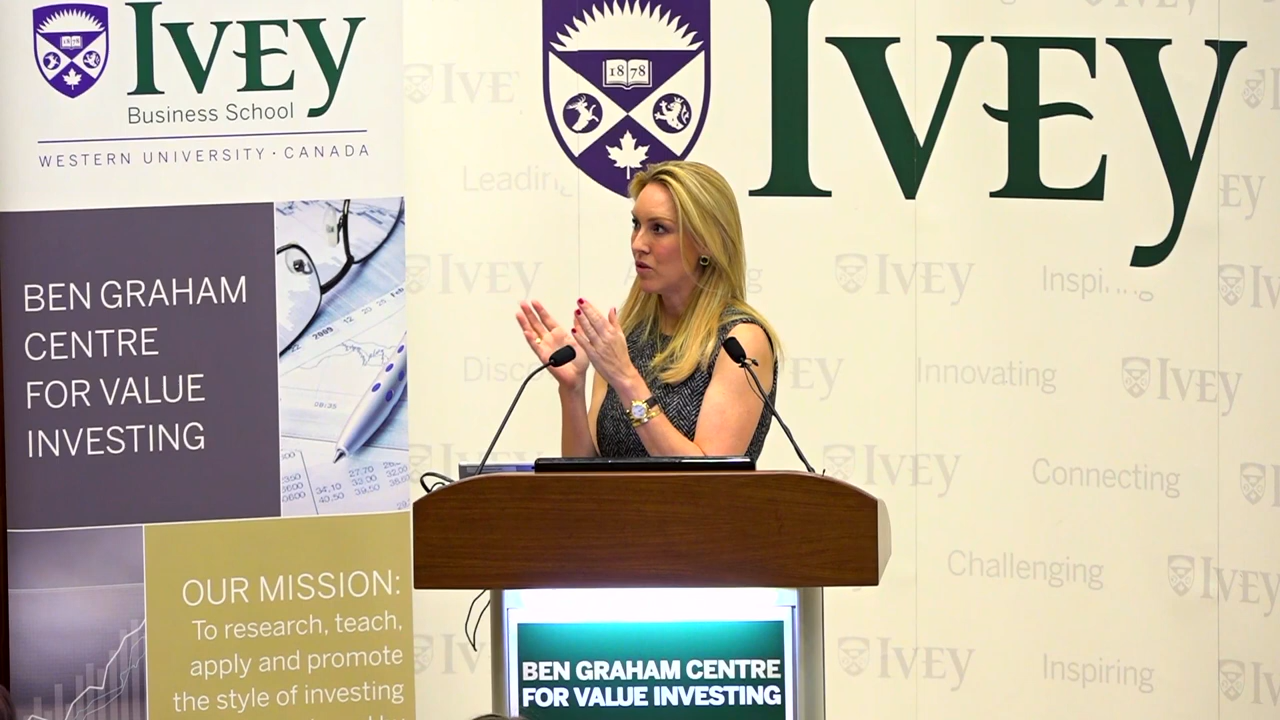 IVEY
Business School
WESTERN UNIVERSITY · CANADA
BEN GRAHAM
CENTRE
FOR VALUE
INVESTING
OUR MISSION:
To research, teach,
apply and promote
the style of investing
1878
IVEY
IVEY
IVEY
IVEY
Inspiring
Innovating
IVEY
IVEY
Connecting
Challenging
IVEY
IVEY
Inspiring
BEN GRAHAM CENTRE
FOR VALUE INVESTING